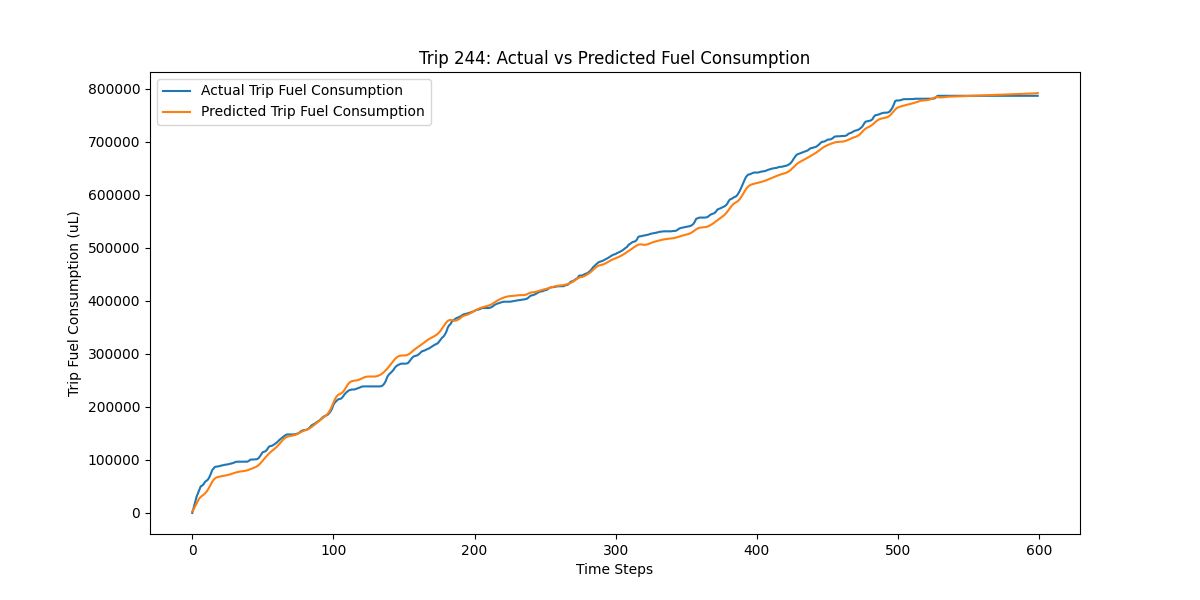 Trip 244: Actual vs Predicted Fuel Consumption
Actual Trip Fuel Consumption
Predicted Trip Fuel Consumption
Trip Fuel Consumption (uL)
800000
700000
600000
500000
400000
300000
200000
100000
0
0 100 200 300 400 500 600
Time Steps